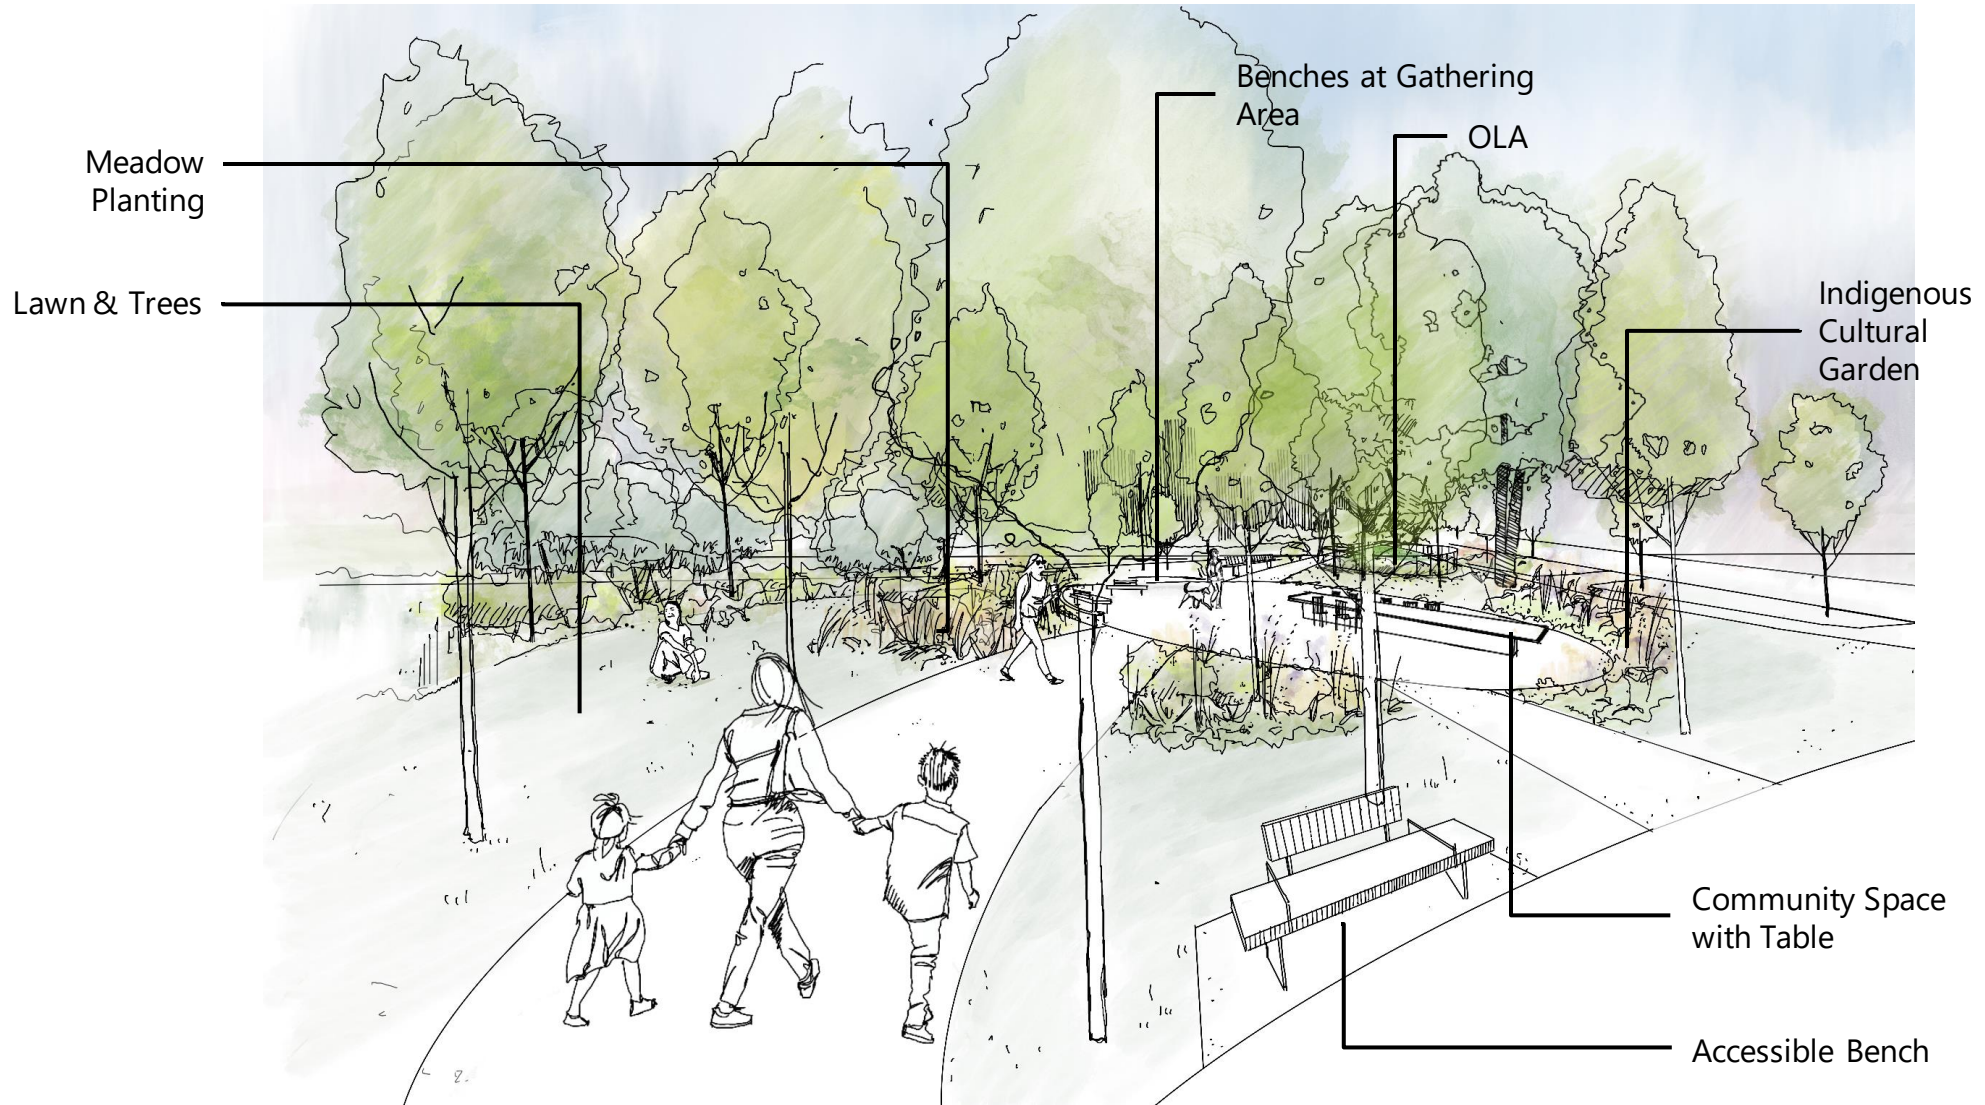 Benches at Gathering
Area
OLA
Meadow
Planting
Lawn & Trees
Indigenous
Cultural
Garden
Community Space
with Table
Accessible Bench